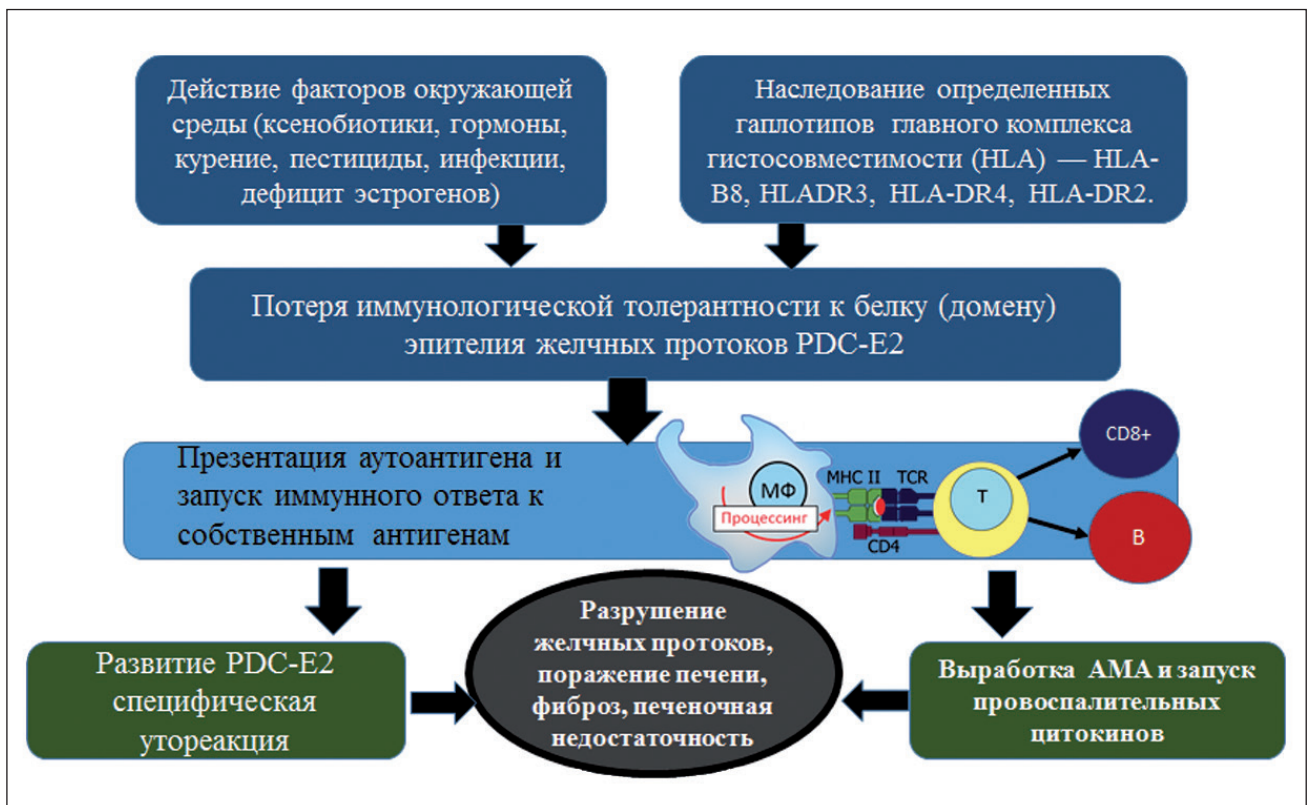 Действие факторов окружающей
среды (ксенобиотики, гормоны,
курение, пестициды, инфекции,
дефицит эстрогенов)
Наследование определенных
гаплотипов главного комплекса
гистосовместимости (HLA) — HLA-
B8, HLADR3, HLA-DR4, HLA-DR2.
Потеря иммунологической толерантности к белку (домену)
эпителия желчных протоков PDC-E2
Презентация аутоантигена и
запуск иммунного ответа к
собственным антигенам
МФ
Процессинг
MHC II
TCR
CD4
T
CD8+
B
Развитие PDC-E2
специфическая
утореакция
Разрушение
желчных протоков,
поражение печени,
фиброз, печеночная
недостаточность
Выработка АМА и запуск
провоспалительных
цитокинов